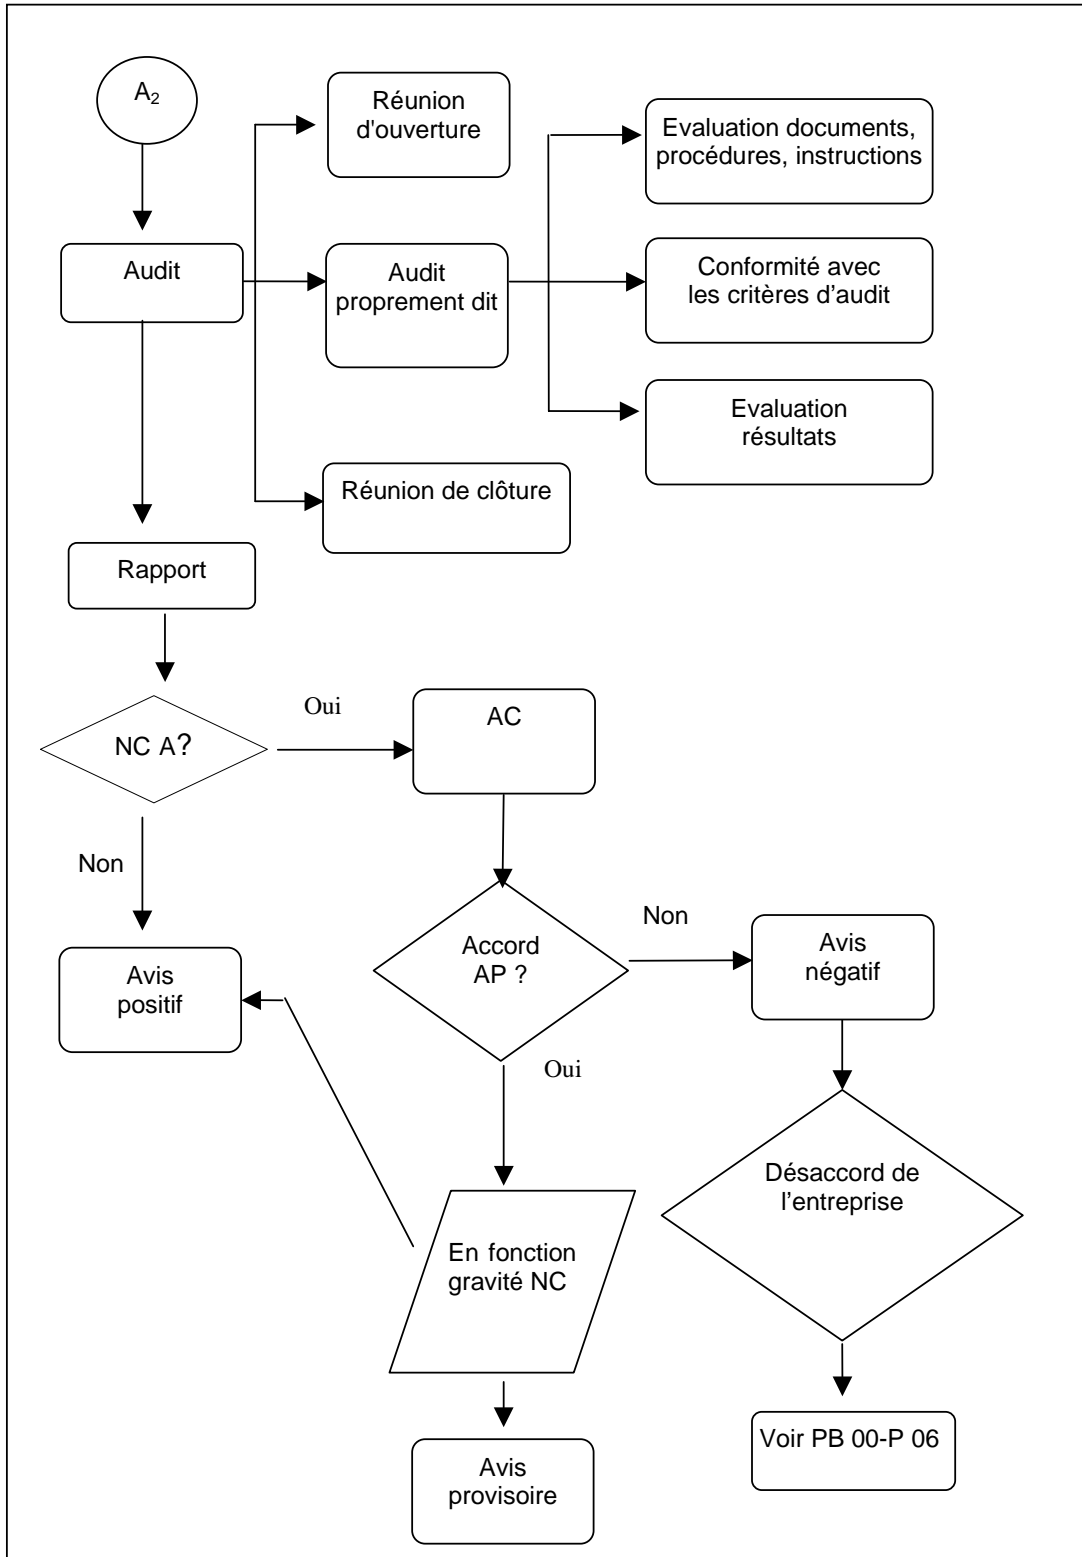 A₂
Réunion
d'ouverture
Evaluation documents,
procédures, instructions
Audit
Audit
proprement dit
Conformité avec
les critères d’audit
Evaluation
résultats
Réunion de clôture
Rapport
NC A?
Oui
AC
Non
Accord
AP ?
Non
Avis
négatif
Avis
positif
Oui
Désaccord de
l’entreprise
En fonction
gravité NC
Voir PB 00-P 06
Avis
provisoire